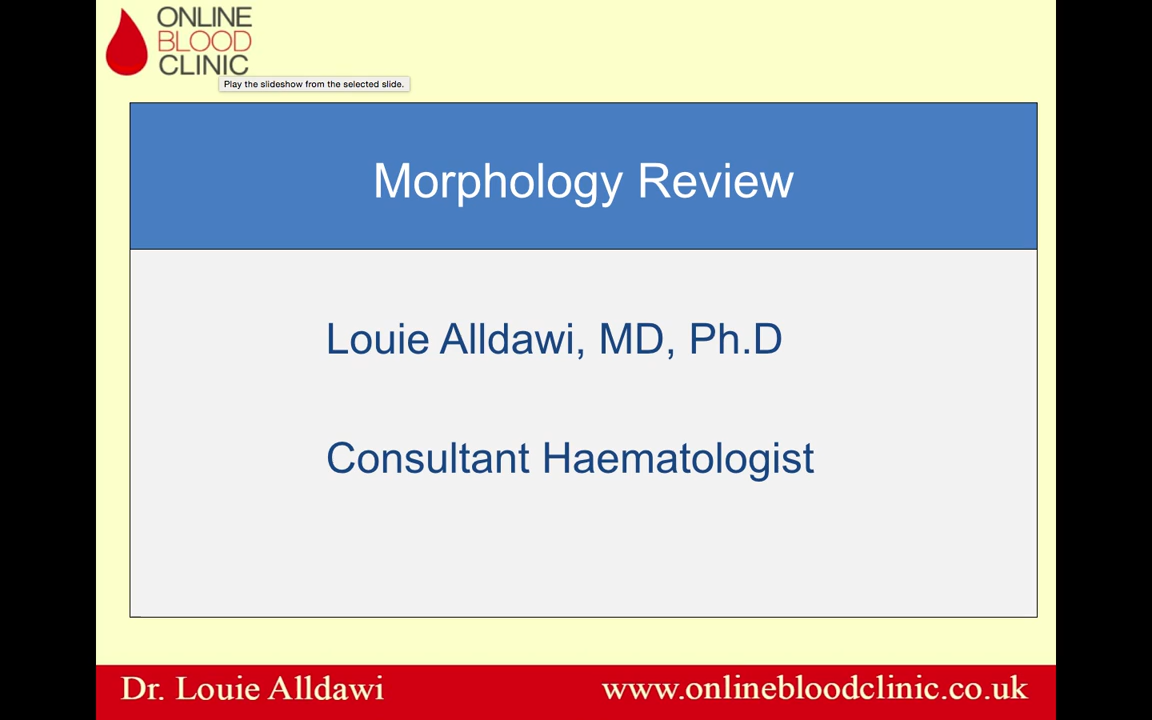 ONLINE
BLOOD
CLINIC
Play the slideshow from the selected slide.
Morphology Review
Louie Alldawi, MD, Ph.D
Consultant Haematologist
Dr. Louie Alldawi
www.onlinebloodclinic.co.uk